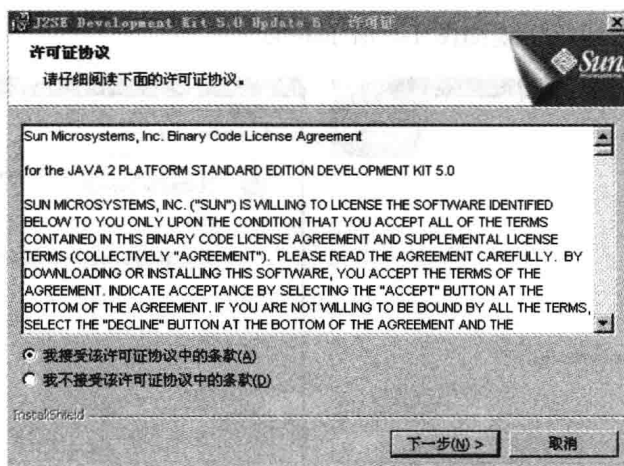 J2SE Development Kit 5.0 Update 6 - 许可证
许可证协议
请仔细阅读下面的许可证协议。
Sun
Sun Microsystems, Inc. Binary Code License Agreement
for the JAVA 2 PLATFORM STANDARD EDITION DEVELOPMENT KIT 5.0
SUN MICROSYSTEMS, INC. ("SUN") IS WILLING TO LICENSE THE SOFTWARE IDENTIFIED
BELOW TO YOU ONLY UPON THE CONDITION THAT YOU ACCEPT ALL OF THE TERMS
CONTAINED IN THIS BINARY CODE LICENSE AGREEMENT AND SUPPLEMENTAL LICENSE
TERMS (COLLECTIVELY "AGREEMENT"). PLEASE READ THE AGREEMENT CAREFULLY. BY
DOWNLOADING OR INSTALLING THIS SOFTWARE, YOU ACCEPT THE TERMS OF THE
AGREEMENT. INDICATE ACCEPTANCE BY SELECTING THE "ACCEPT" BUTTON AT THE
BOTTOM OF THE AGREEMENT. IF YOU ARE NOT WILLING TO BE BOUND BY ALL THE TERMS,
SELECT THE "DECLINE" BUTTON AT THE BOTTOM OF THE AGREEMENT AND THE
我接受该许可证协议中的条款(A)
我不接受该许可证协议中的条款(D)
InstallShield
下一步(N) >
取消